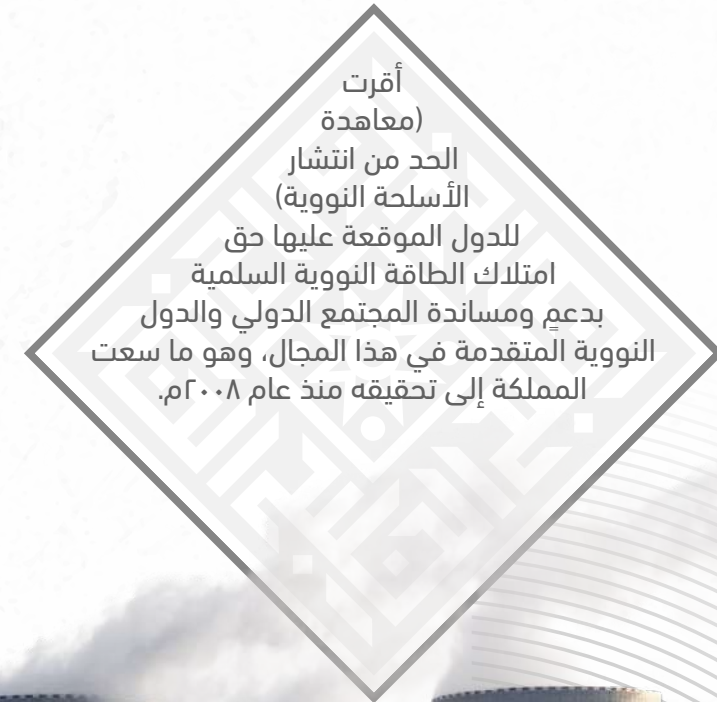 أقرت
(معاهدة
الحد من انتشار
الأسلحة النووية)
للدول الموقعة عليها حق
امتلاك الطاقة النووية السلمية
بدعمٍ ومساندة المجتمع الدولي والدول
النووية المتقدمة في هذا المجال، وهو ما سعت
المملكة إلى تحقيقه منذ عام ٢٠٠٨م.